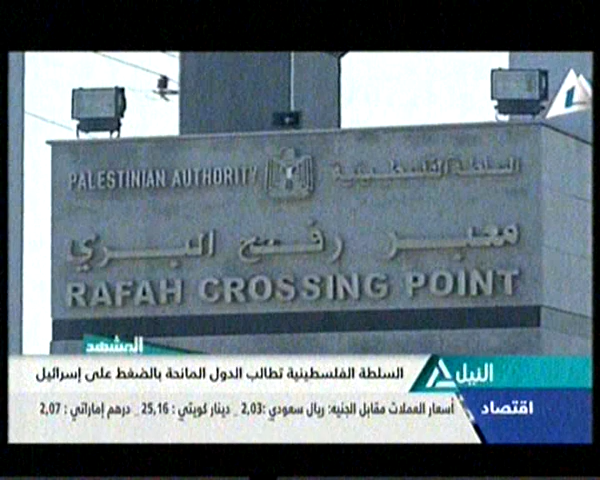 PALESTINIAN AUTHORITY السلطة الفلسطينية
معبر رفح البري
RAFAH CROSSING POINT
المشهد
النيل
السلطة الفلسطينية تطالب الدول المانحة بالضغط على إسرائيل
اقتصاد
أسعار العملات مقابل الجنيه: ريال سعودي :2,03 _ دينار كويتي : 25,16 _ درهم إماراتي : 2,07